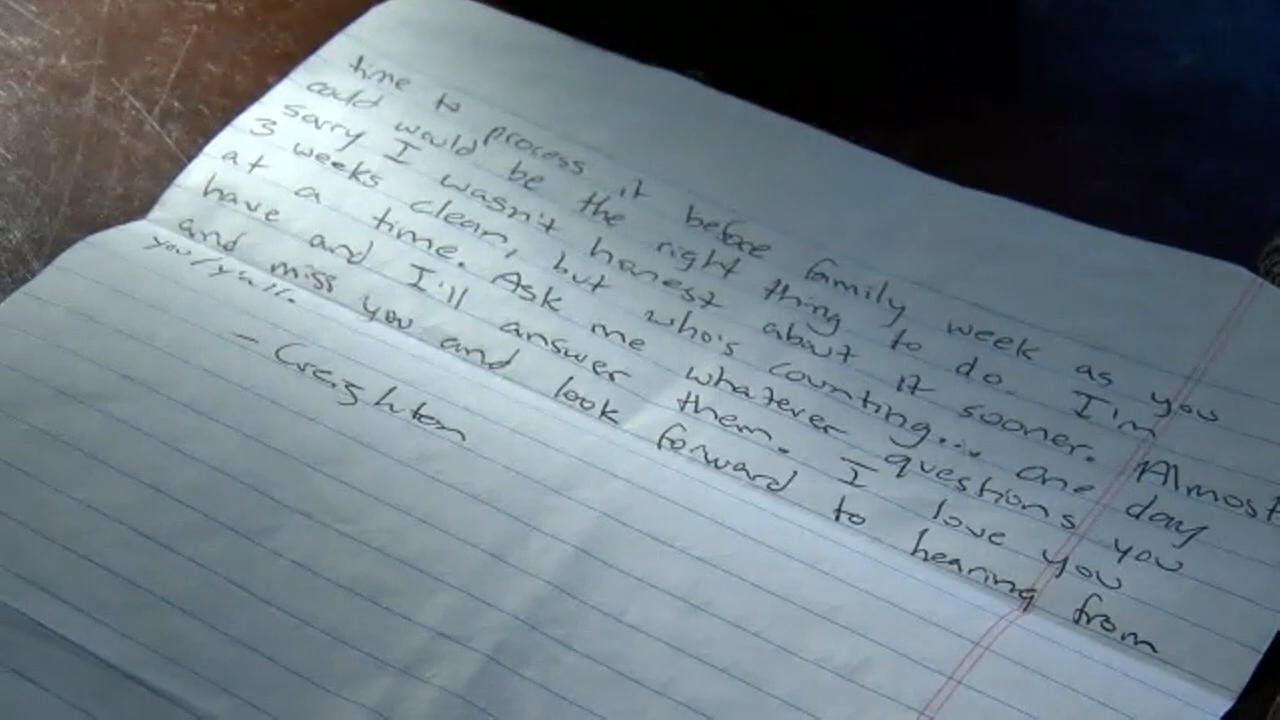 time to process it before family week as you
could would be the right thing to do. I'm
sorry I wasn't honest about it sooner. Almost
3 weeks clean, but who's counting... one day
at a time. Ask me whatever questions you
have and I'll answer them. I love you
and miss you and look forward to hearing from
you/yall.
- Creighton